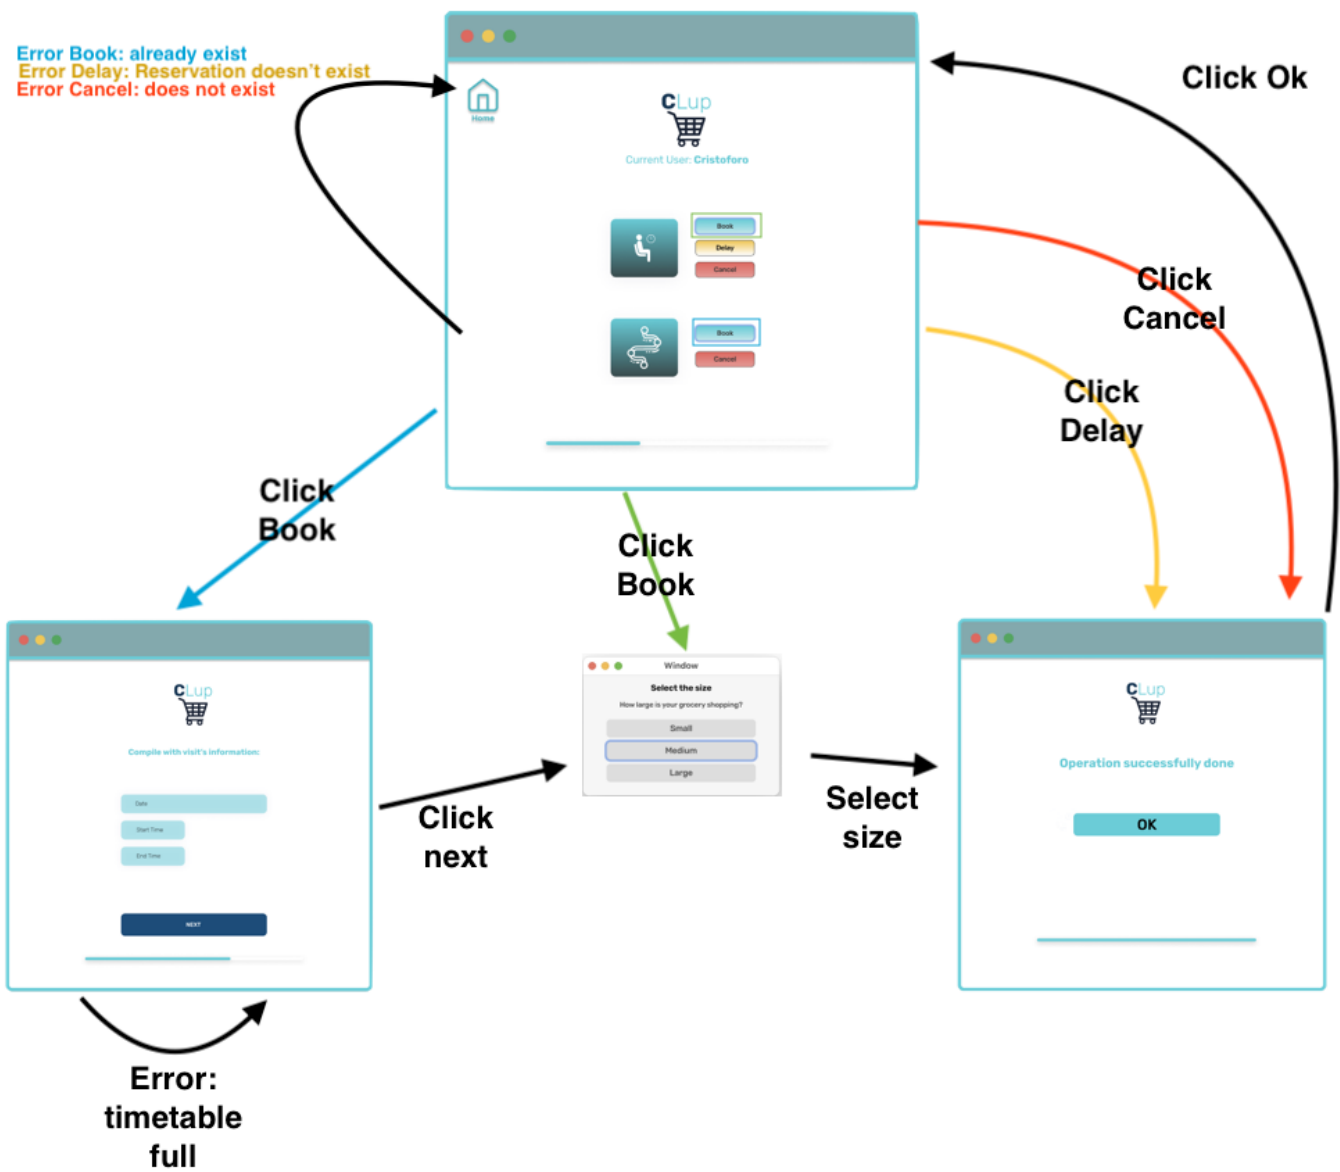 Error Book: already exist
Error Delay: Reservation doesn't exist
Error Cancel: does not exist
Home
CLup
Current User: Cristoforo
Book
Delay
Cancel
Book
Cancel
Click Ok
Click
Cancel
Click
Delay
Click
Book
Click
Book
CLup
Compile with visit's information:
Date
Start Time
End Time
NEXT
Click
next
Window
Select the size
How large is your grocery shopping?
Small
Medium
Large
Select
size
CLup
Operation successfully done
OK
Error:
timetable
full